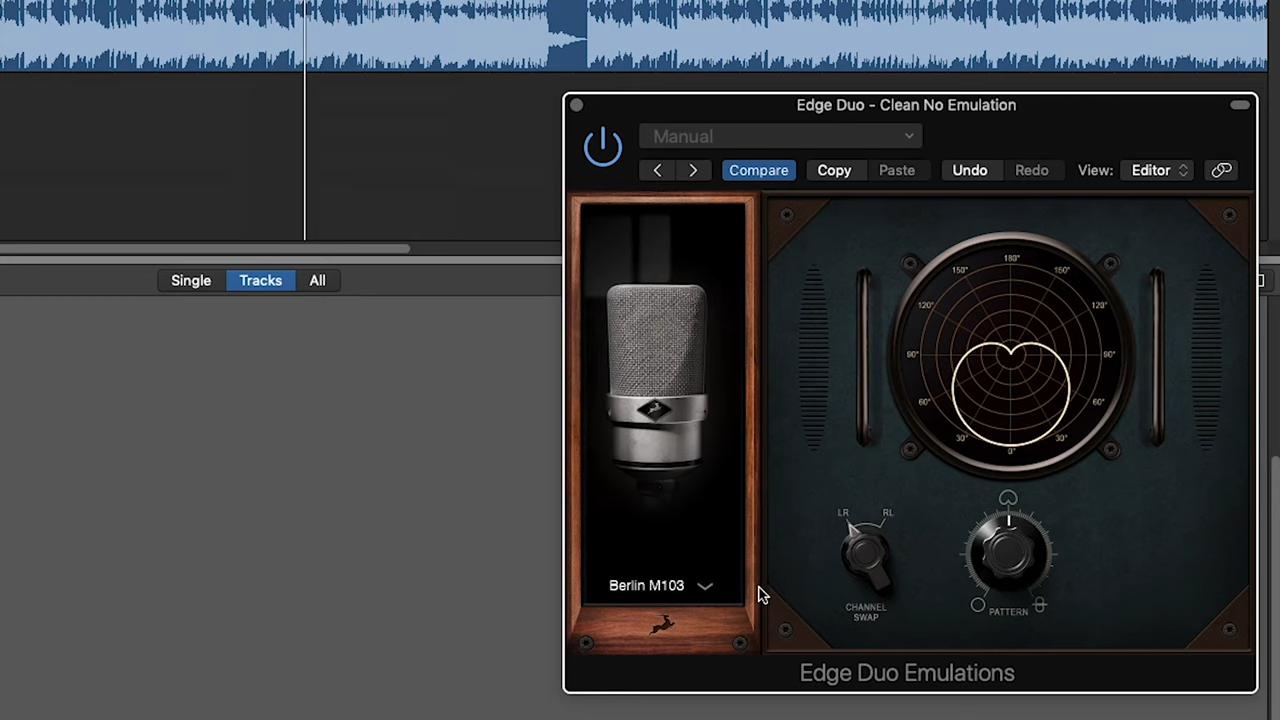 Edge Duo - Clean No Emulation
Manual
Compare Copy Paste Undo Redo View: Editor
Single Tracks All
180°
150° 150°
120° 120°
90° 90°
60° 60°
30° 30°
0°
LR RL
Berlin M103
CHANNEL
SWAP
PATTERN
Edge Duo Emulations